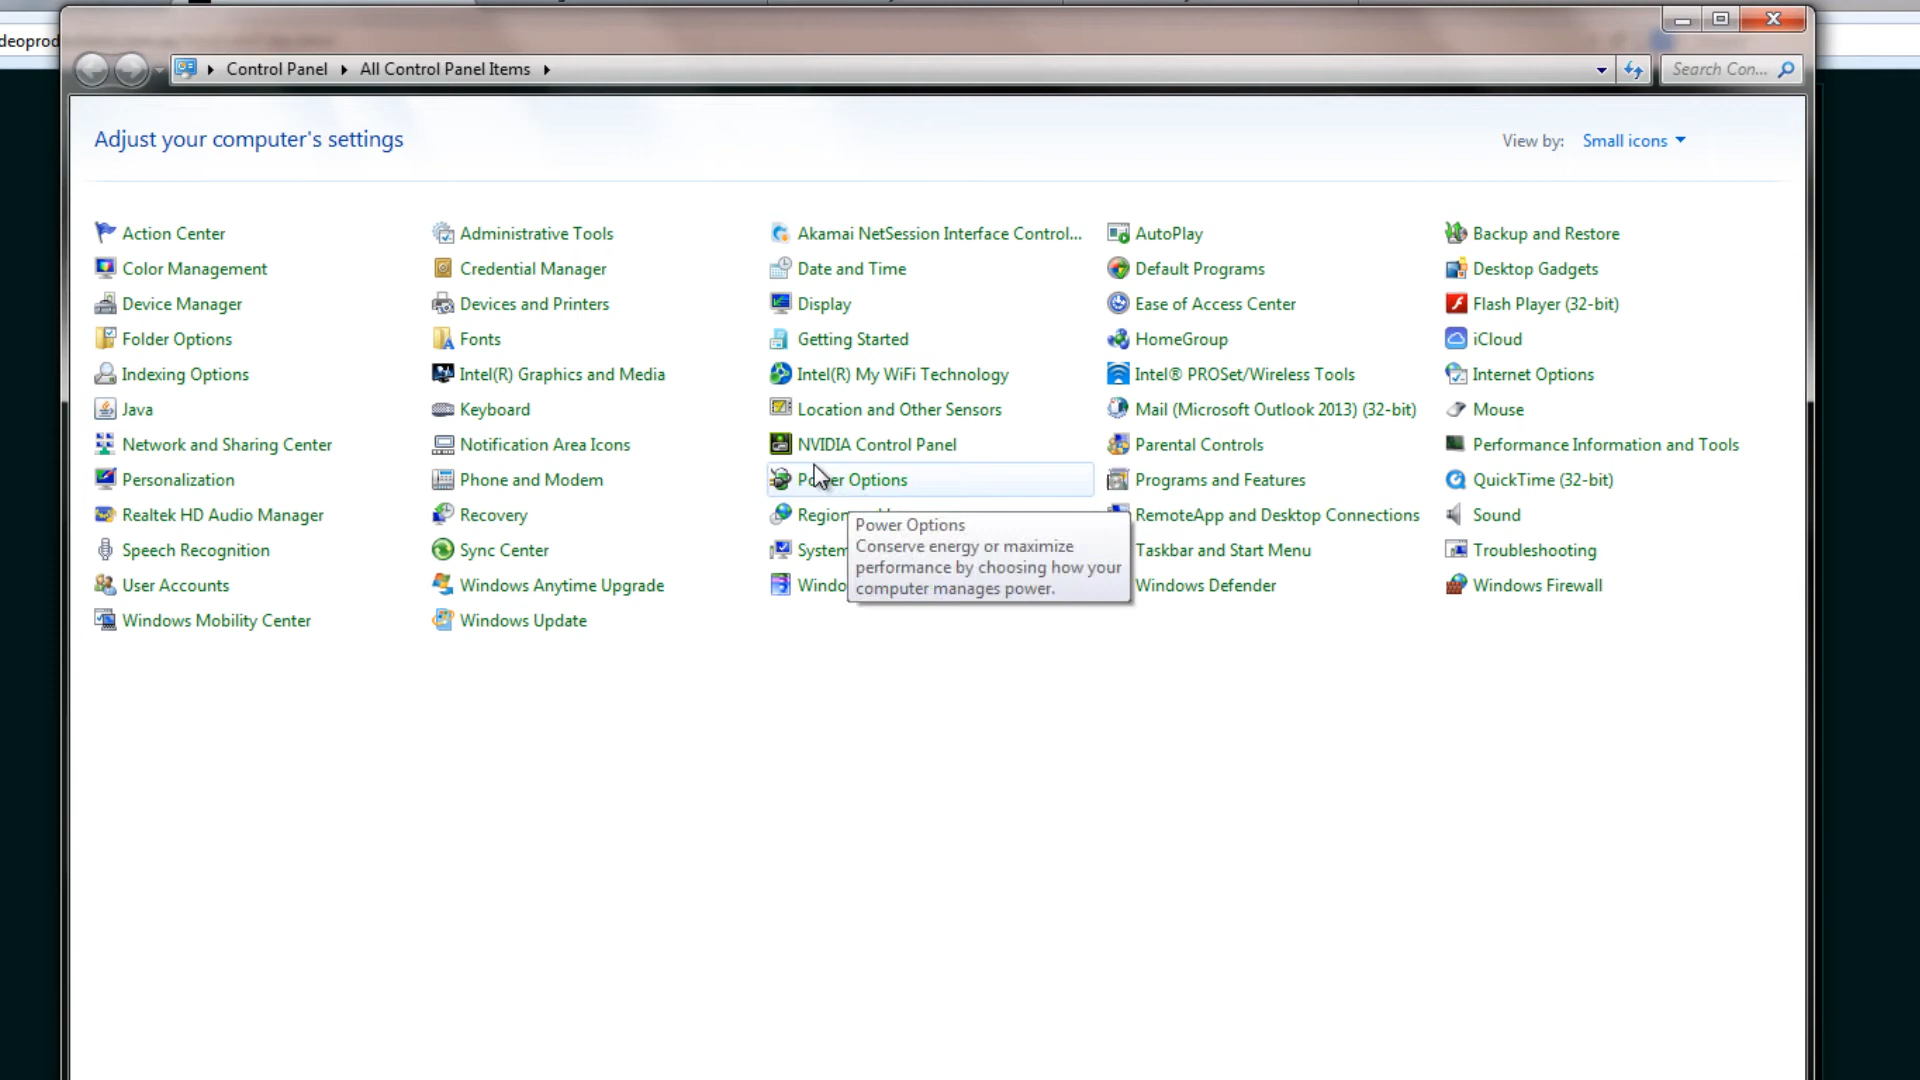 deoprod
Control Panel All Control Panel Items
Search Con...
Adjust your computer's settings
View by: Small icons
Action Center
Administrative Tools
Akamai NetSession Interface Control...
AutoPlay
Backup and Restore
Color Management
Credential Manager
Date and Time
Default Programs
Desktop Gadgets
Device Manager
Devices and Printers
Display
Ease of Access Center
Flash Player (32-bit)
Folder Options
Fonts
Getting Started
HomeGroup
iCloud
Indexing Options
Intel(R) Graphics and Media
Intel(R) My WiFi Technology
Intel® PROSet/Wireless Tools
Internet Options
Java
Keyboard
Location and Other Sensors
Mail (Microsoft Outlook 2013) (32-bit)
Mouse
Network and Sharing Center
Notification Area Icons
NVIDIA Control Panel
Parental Controls
Performance Information and Tools
Personalization
Phone and Modem
Power Options
Programs and Features
QuickTime (32-bit)
Realtek HD Audio Manager
Recovery
Region
RemoteApp and Desktop Connections
Sound
Speech Recognition
Sync Center
System
Taskbar and Start Menu
Troubleshooting
User Accounts
Windows Anytime Upgrade
Windo
Windows Defender
Windows Firewall
Windows Mobility Center
Windows Update
Power Options
Conserve energy or maximize
performance by choosing how your
computer manages power.